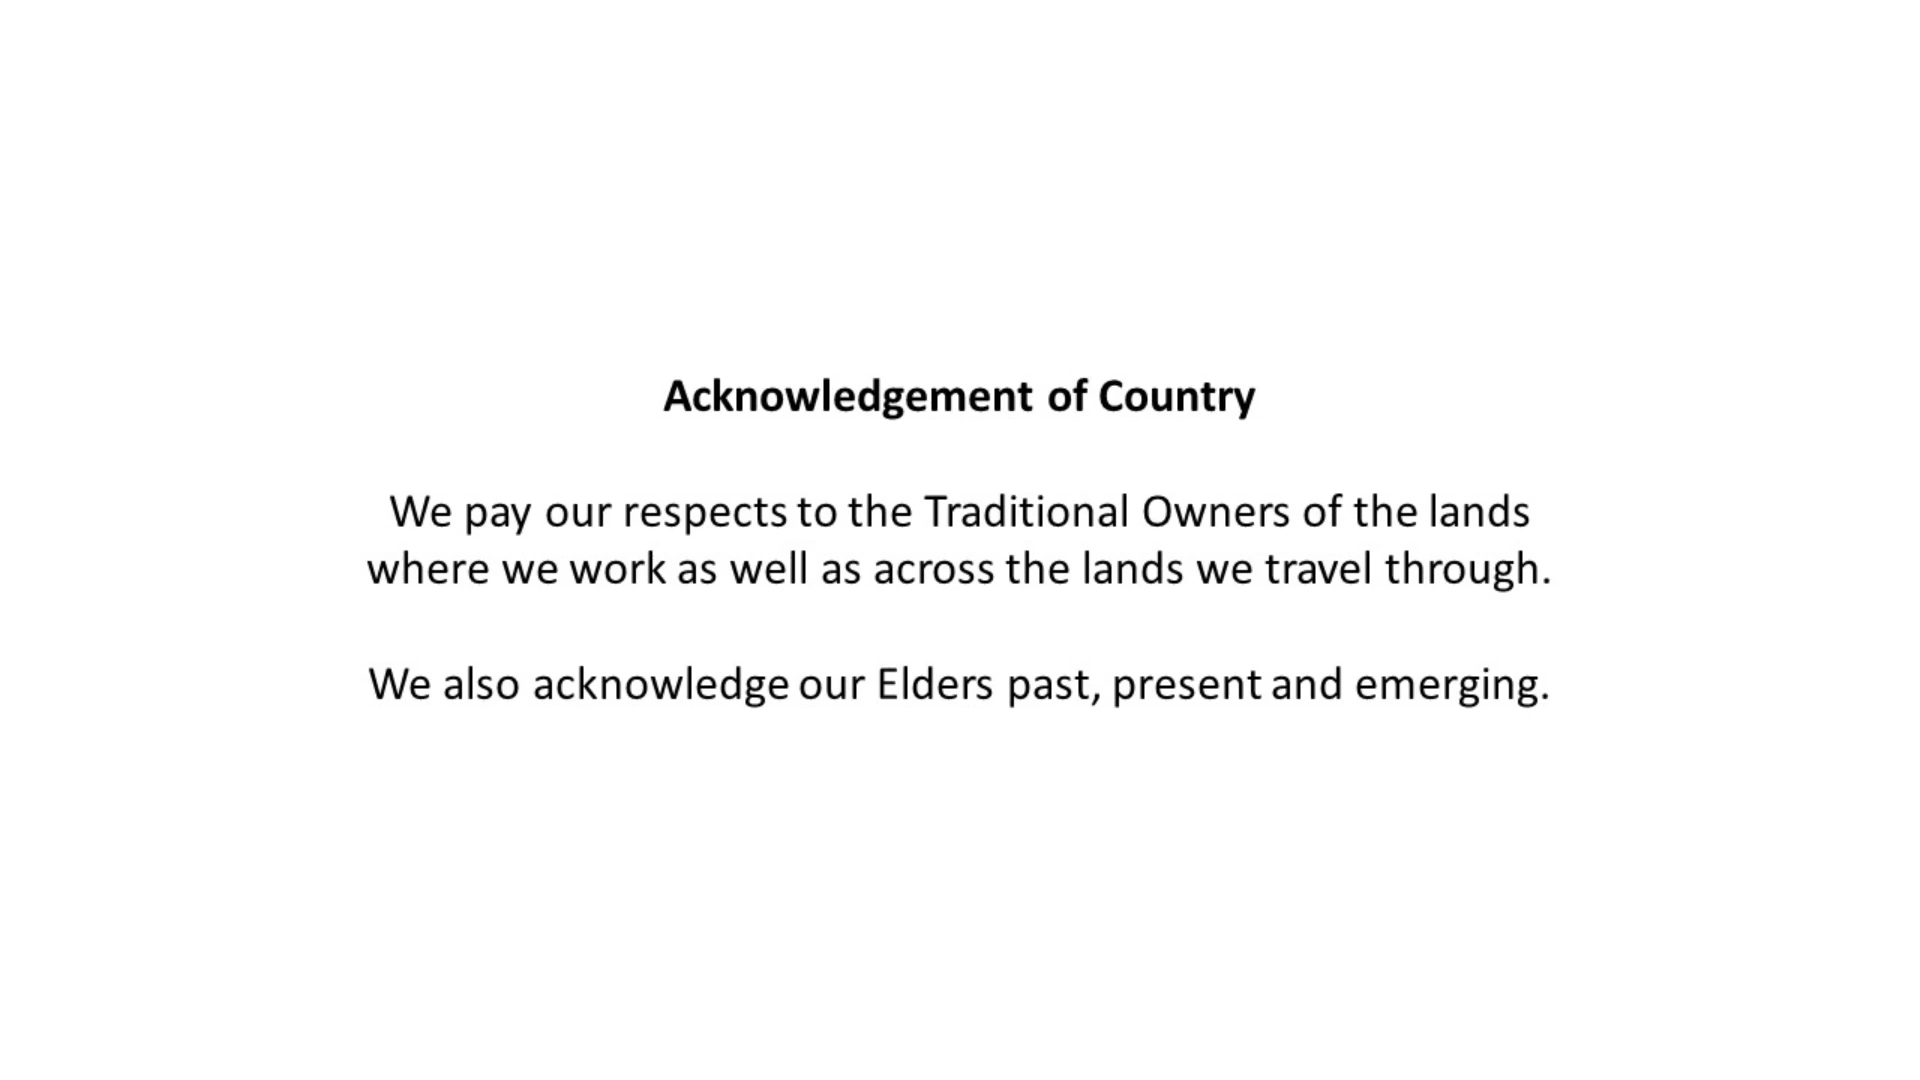 Acknowledgement of Country
We pay our respects to the Traditional Owners of the lands
where we work as well as across the lands we travel through.
We also acknowledge our Elders past, present and emerging.